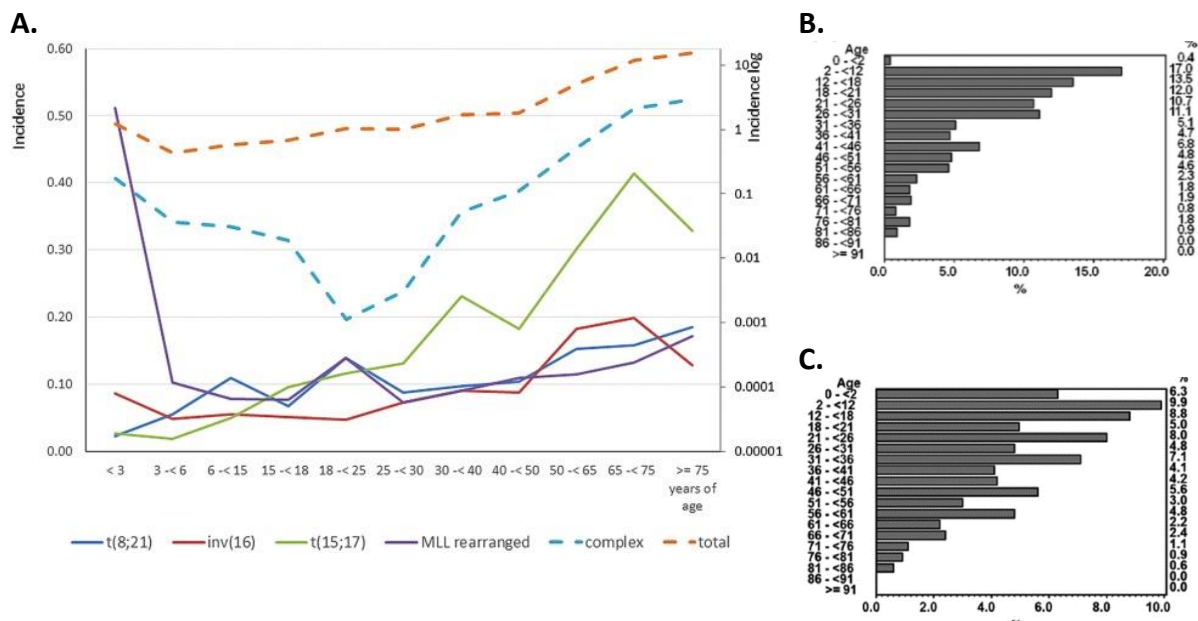 A.
0.60
0.50
0.40
0.30
0.20
0.10
0.00
Incidence
10
1
0.1
0.01
0.001
0.0001
0.00001
Incidence log
< 3
3 -< 6
6 -< 15
15 -< 18
18 -< 25
25 -< 30
30 -< 40
40 -< 50
50 -< 65
65 -< 75
>= 75
years of
age
t(8;21)
inv(16)
t(15;17)
MLL rearranged
complex
total
B.
Age
%
0 - <2 0.4
2 - <12 17.0
12 - <18 13.5
18 - <21 12.0
21 - <26 10.7
26 - <31 11.1
31 - <36 5.1
36 - <41 4.7
41 - <46 6.8
46 - <51 4.8
51 - <56 4.6
56 - <61 2.3
61 - <66 1.8
66 - <71 1.9
71 - <76 0.8
76 - <81 1.8
81 - <86 0.9
86 - <91 0.0
>= 91 0.0
0.0 5.0 10.0 15.0 20.0
%
C.
Age
%
0 - <2 6.3
2 - <12 9.9
12 - <18 8.8
18 - <21 5.0
21 - <26 8.0
26 - <31 4.8
31 - <36 7.1
36 - <41 4.1
41 - <46 4.2
46 - <51 5.6
51 - <56 3.0
56 - <61 4.8
61 - <66 2.2
66 - <71 2.4
71 - <76 1.1
76 - <81 0.9
81 - <86 0.6
86 - <91 0.0
>= 91 0.0
0.0 2.0 4.0 6.0 8.0 10.0